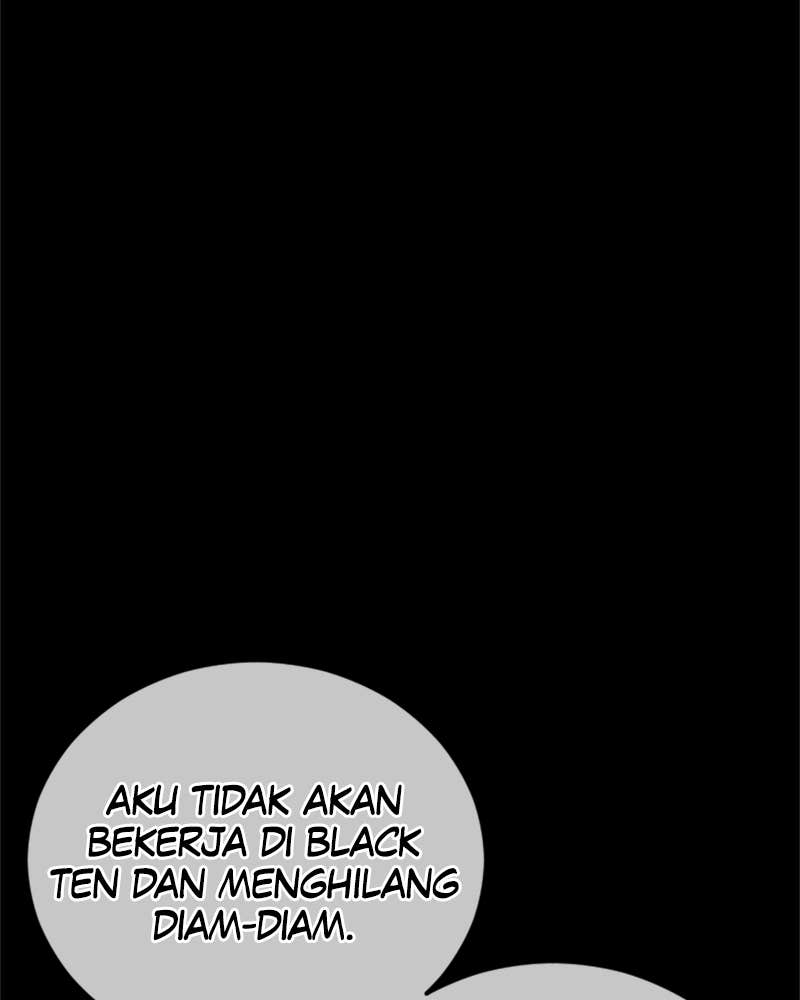 AKU TIDAK AKAN
BEKERJA DI BLACK
TEN DAN MENGHILANG
DIAM-DIAM.